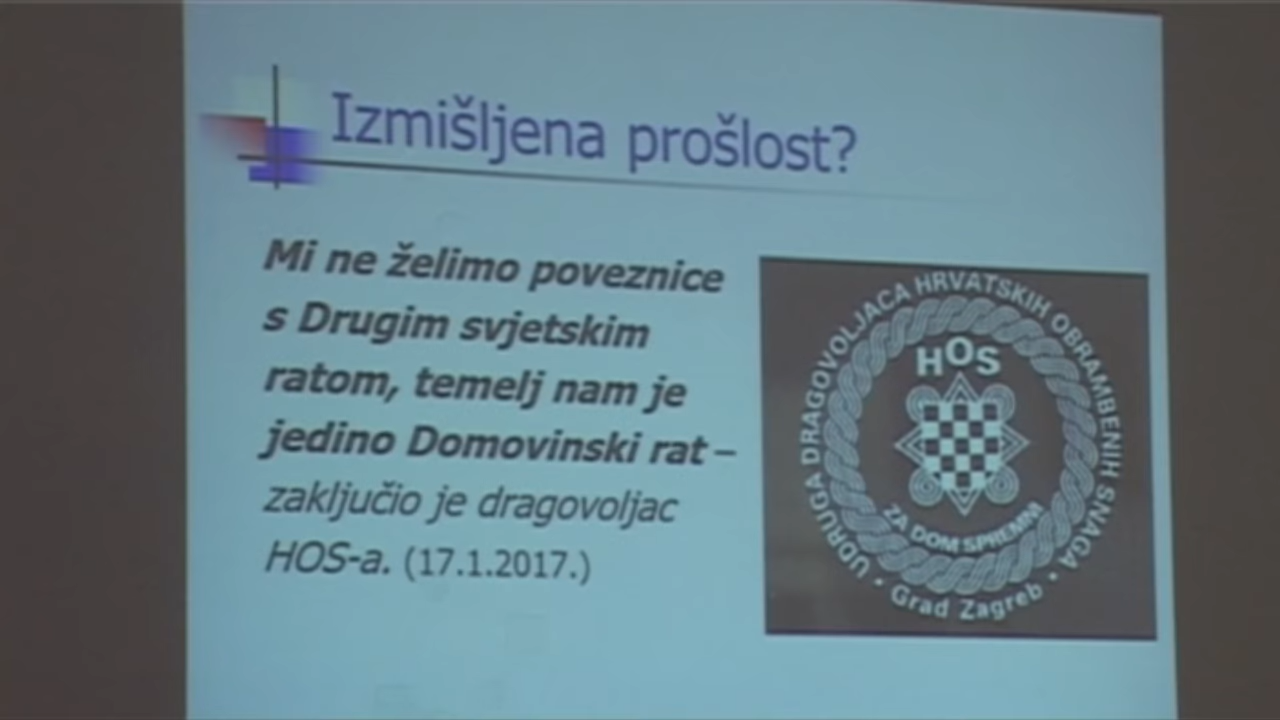 Izmišljena prošlost?
Mi ne želimo poveznice
s Drugim svjetskim
ratom, temelj nam je
jedino Domovinski rat –
zaključio je dragovoljac
HOS-a. (17.1.2017.)
UDRUGA DRAGOVOLJACA HRVATSKIH OBRAMBENIH SNAGA
HOS
ZA DOM SPREMNI
• Grad Zagreb •